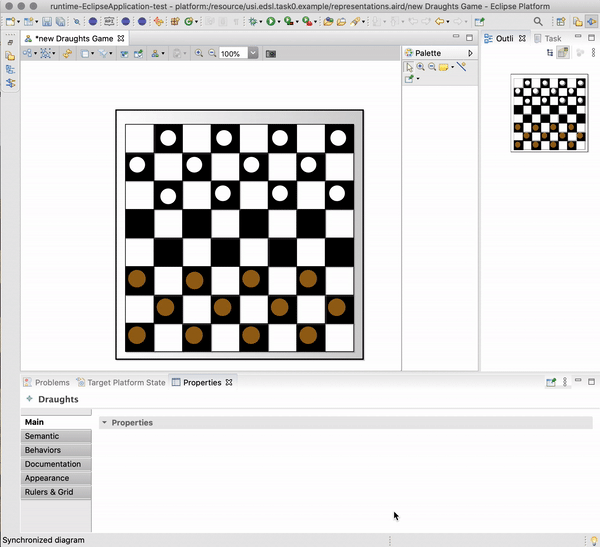 runtime-EclipseApplication-test - platform:/resource/usi.edsl.task0.example/representations.aird/new Draughts Game - Eclipse Platform
*new Draughts Game
Outli
Task
100%
Palette
Problems
Target Platform State
Properties
Draughts
Main
Properties
Semantic
Behaviors
Documentation
Appearance
Rulers & Grid
Synchronized diagram